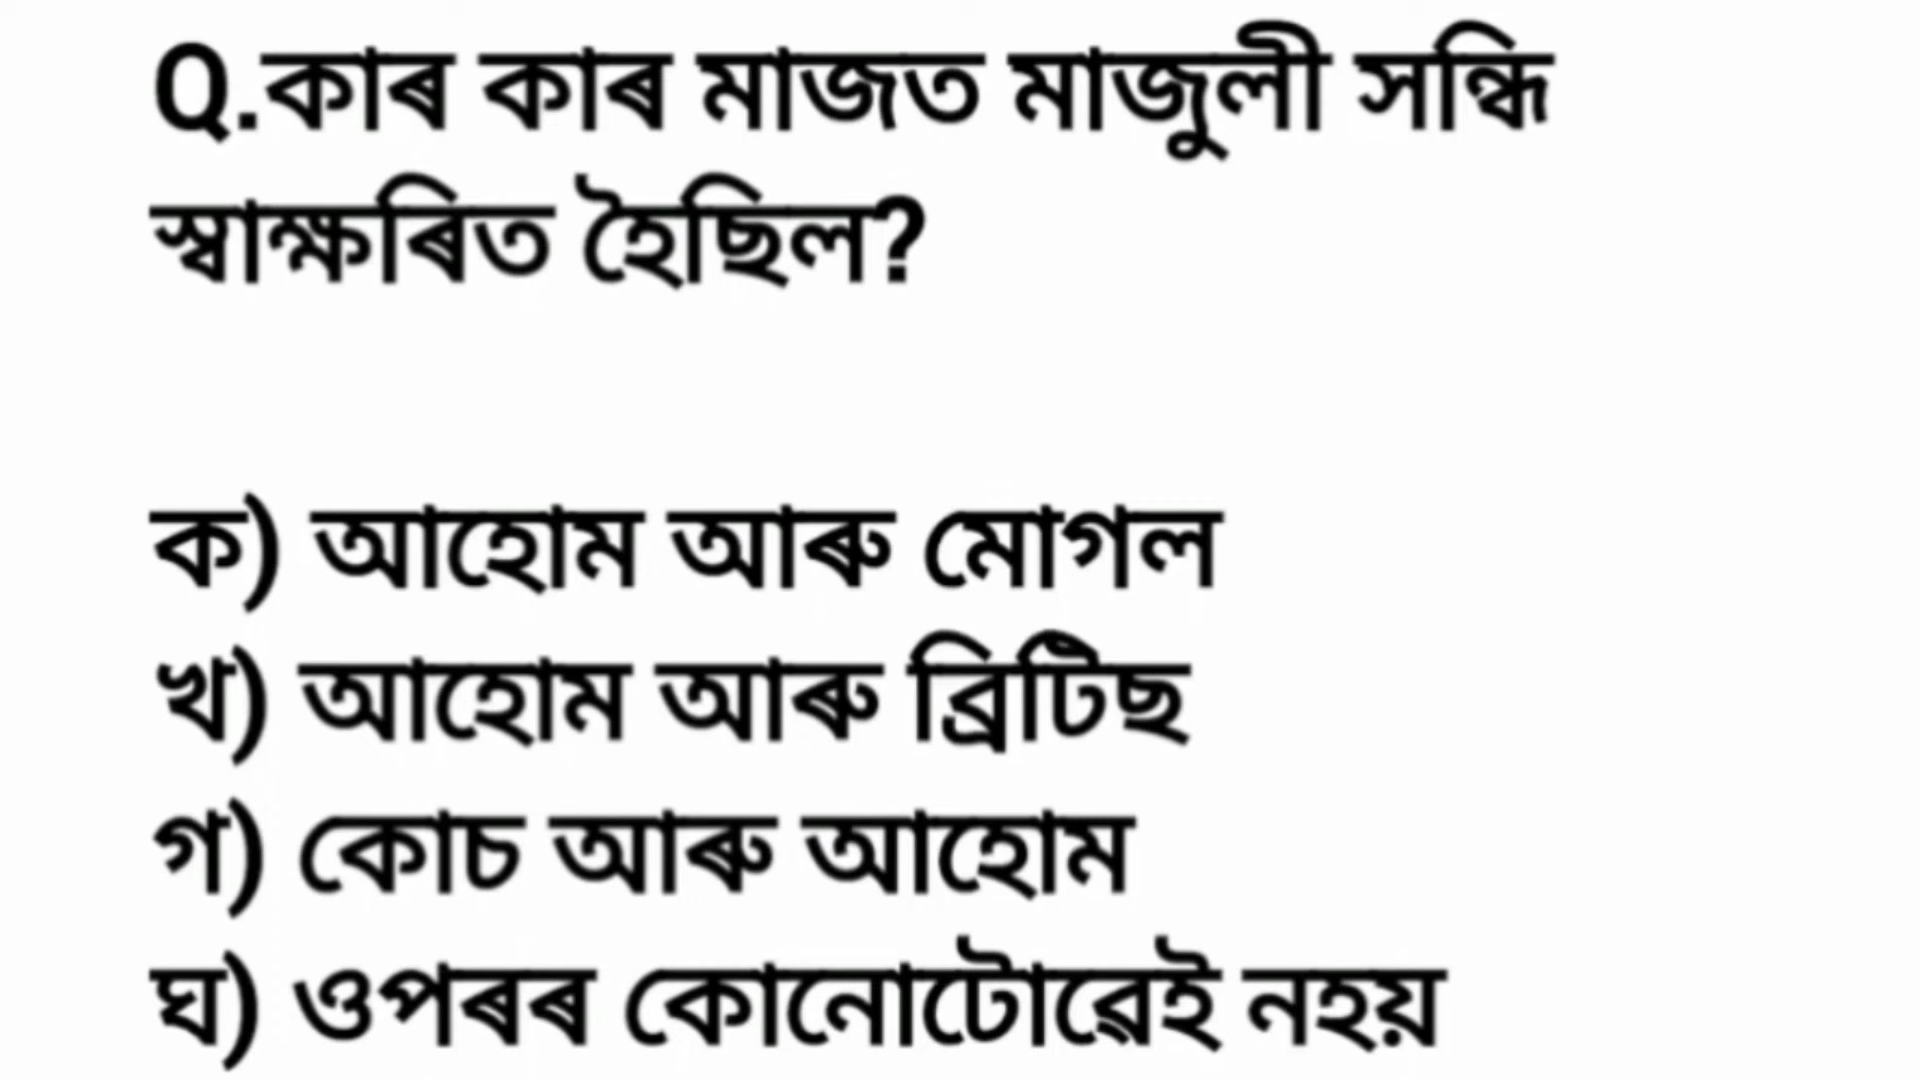 Q.কাৰ কাৰ মাজত মাজুলী সন্ধি
স্বাক্ষৰিত হৈছিল?
ক) আহোম আৰু মোগল
খ) আহোম আৰু ব্ৰিটিছ
গ) কোচ আৰু আহোম
ঘ) ওপৰৰ কোনোটোৱেই নহয়